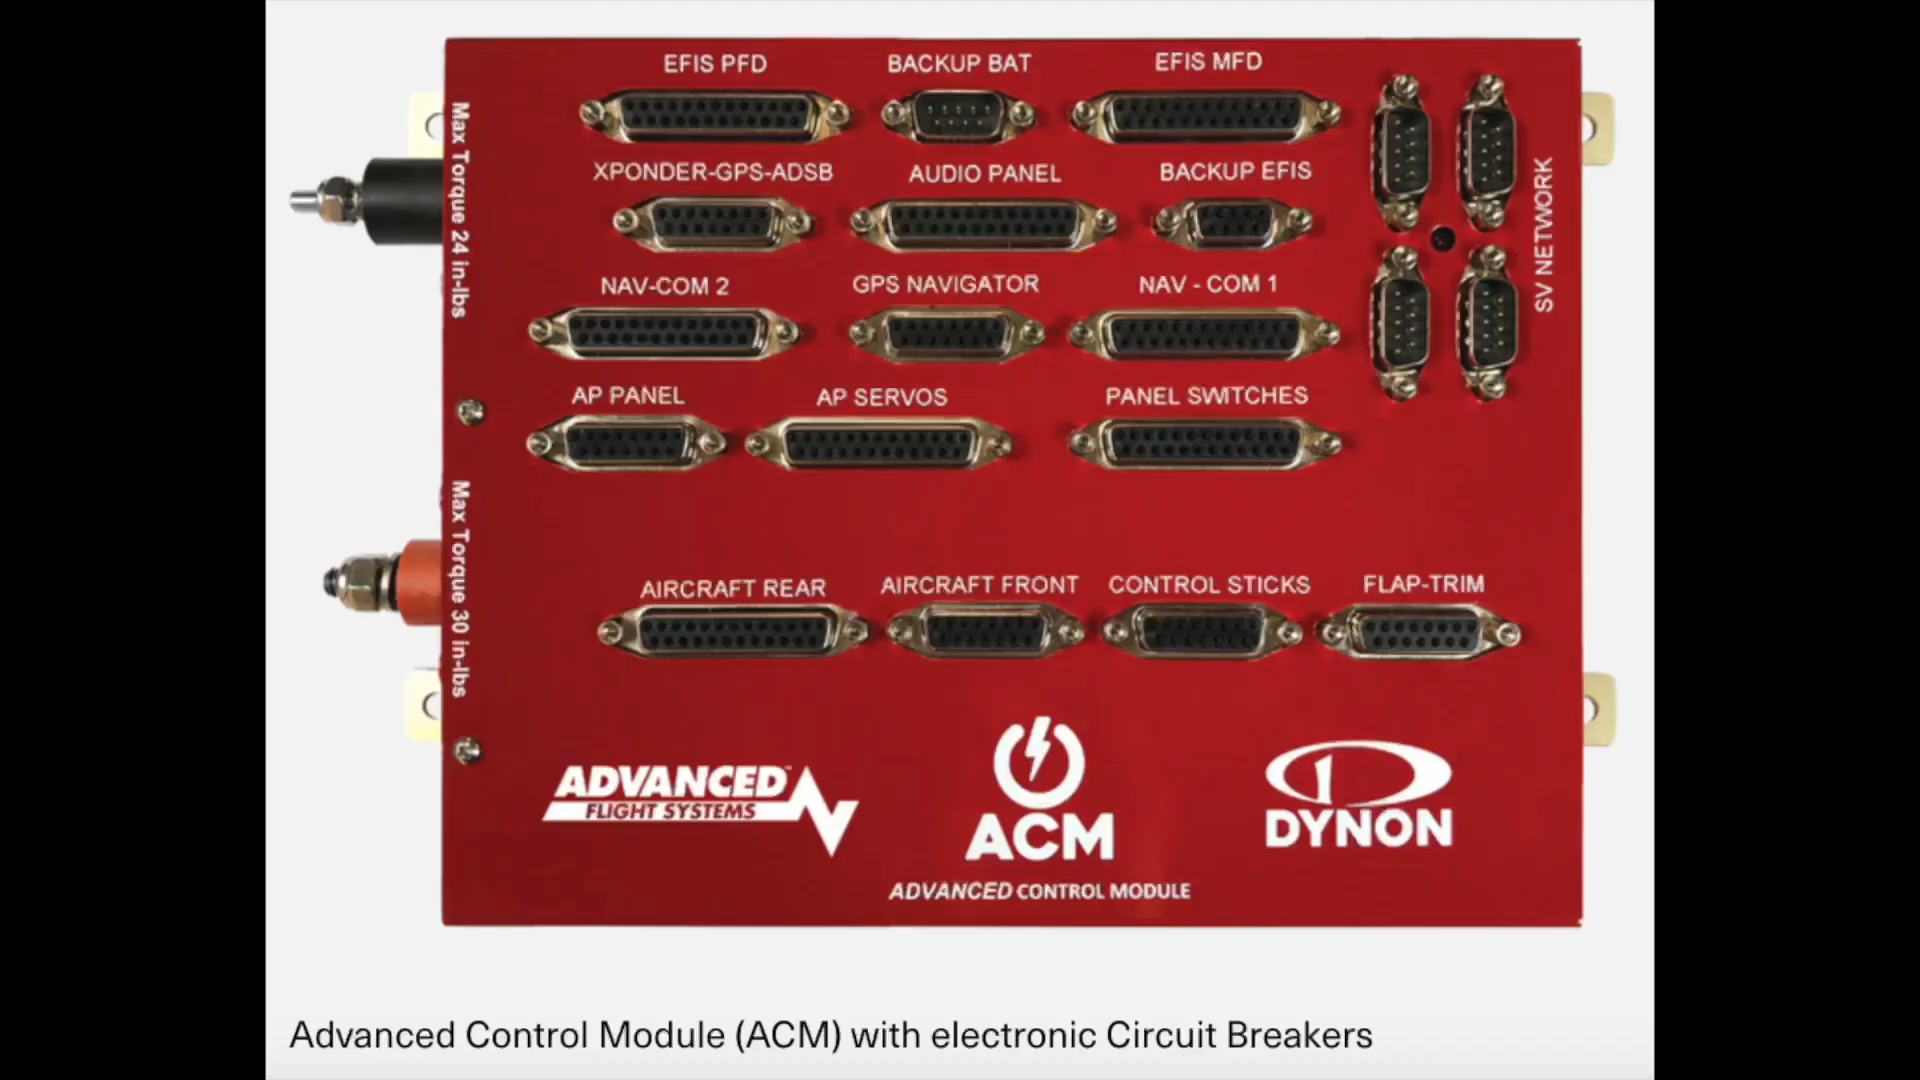 EFIS PFD
BACKUP BAT
EFIS MFD
XPONDER-GPS-ADSB
AUDIO PANEL
BACKUP EFIS
SV NETWORK
Max Torque 24 in-lbs
NAV-COM 2
GPS NAVIGATOR
NAV - COM 1
AP PANEL
AP SERVOS
PANEL SWITCHES
Max Torque 30 in-lbs
AIRCRAFT REAR
AIRCRAFT FRONT
CONTROL STICKS
FLAP-TRIM
ADVANCED™
FLIGHT SYSTEMS
ACM
ADVANCED CONTROL MODULE
DYNON
Advanced Control Module (ACM) with electronic Circuit Breakers